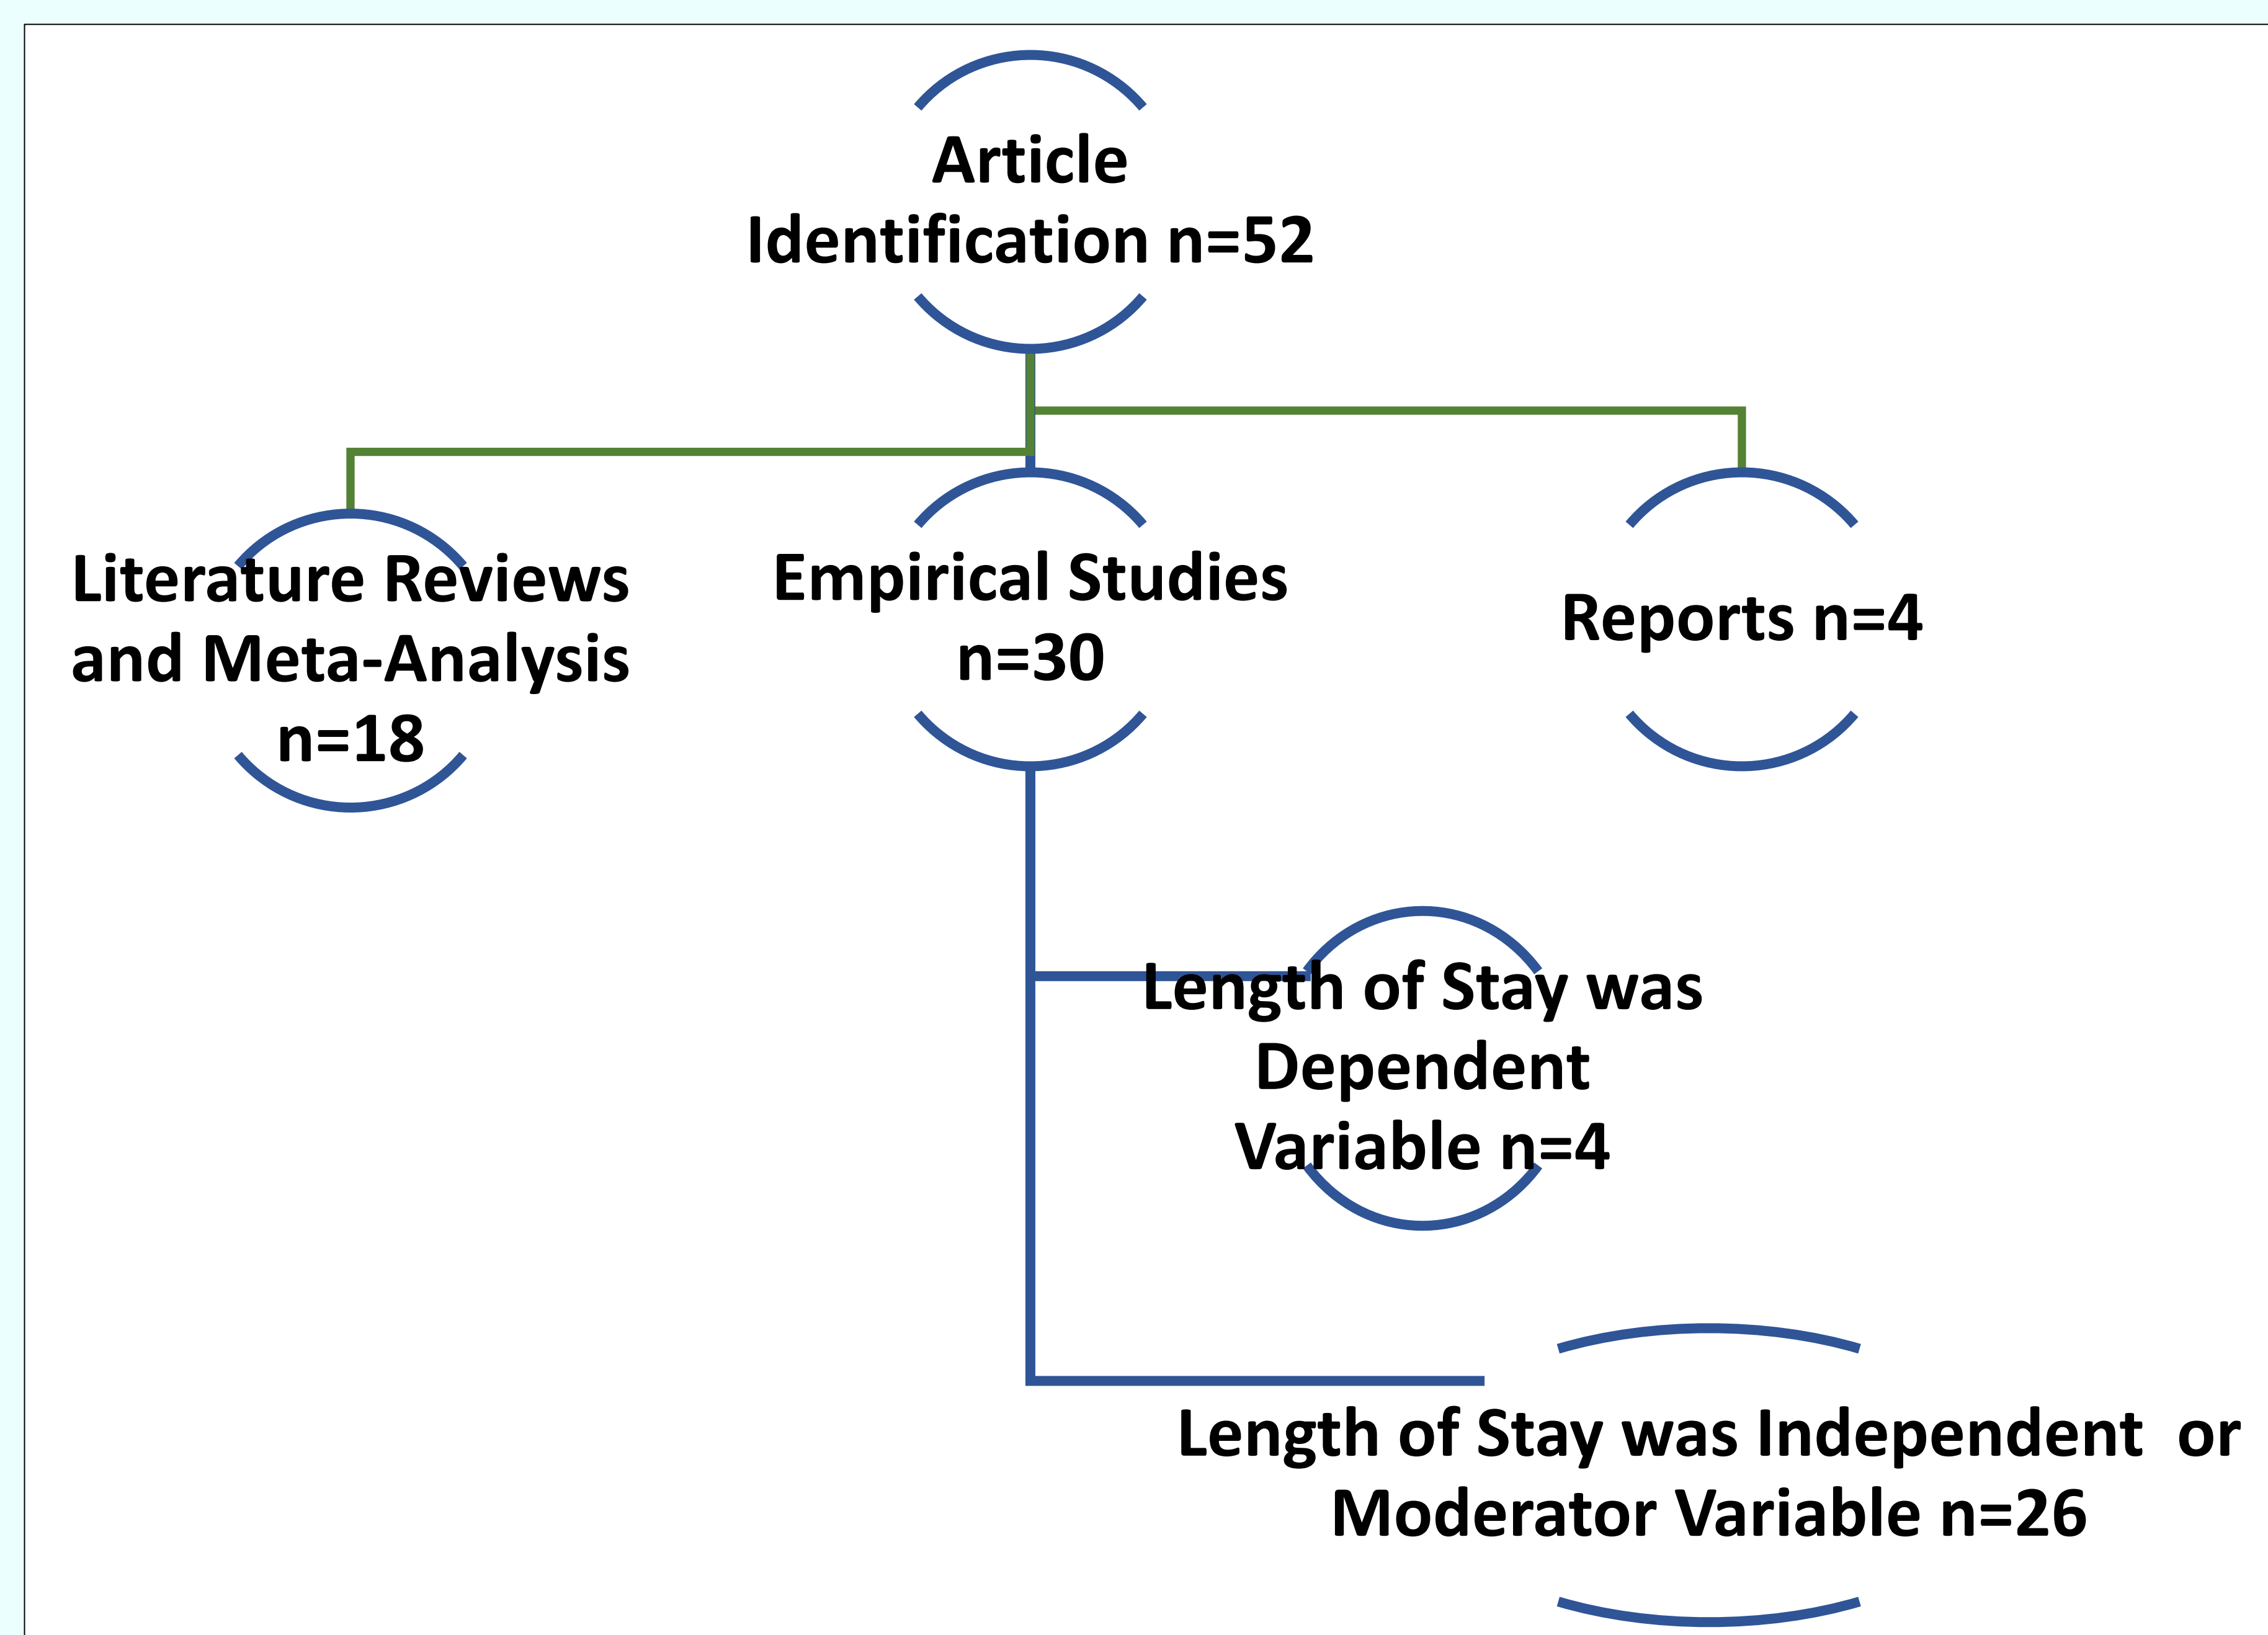 Article
Identification n=52
Literature Reviews
and Meta-Analysis
n=18
Empirical Studies
n=30
Reports n=4
Length of Stay was
Dependent
Variable n=4
Length of Stay was Independent  or
Moderator Variable n=26